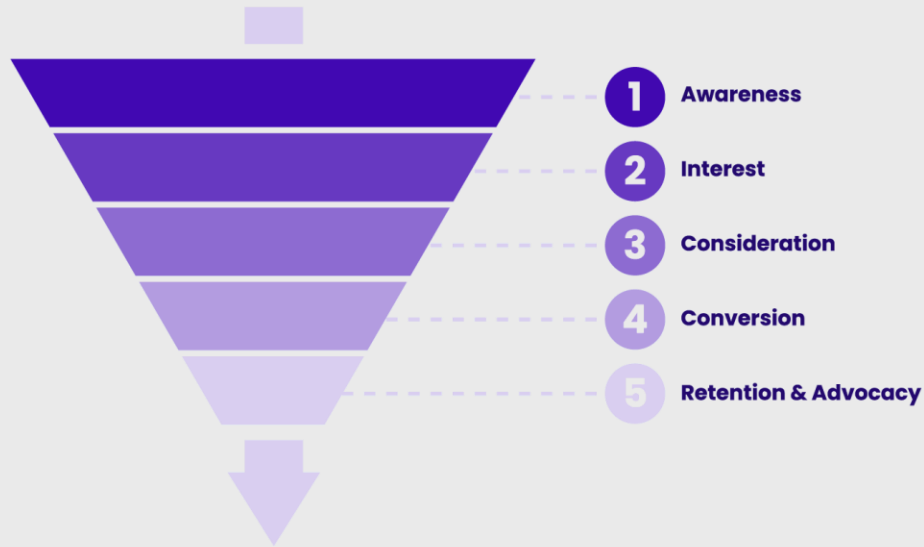 1 Awareness
2 Interest
3 Consideration
4 Conversion
5 Retention & Advocacy